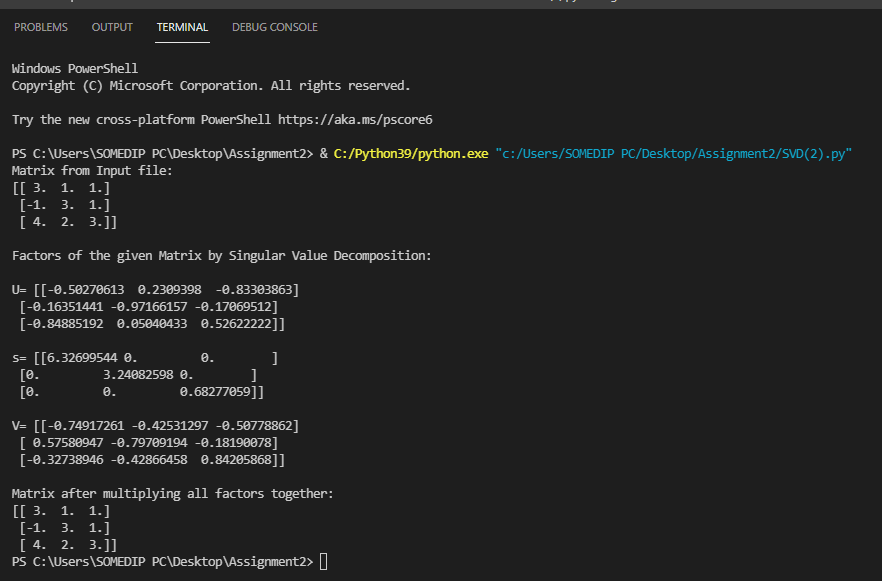 PROBLEMS OUTPUT TERMINAL DEBUG CONSOLE
Windows PowerShell
Copyright (C) Microsoft Corporation. All rights reserved.
Try the new cross-platform PowerShell https://aka.ms/pscore6
PS C:\Users\SOMEDIP PC\Desktop\Assignment2> & C:/Python39/python.exe "c:/Users/SOMEDIP PC/Desktop/Assignment2/SVD(2).py"
Matrix from Input file:
[[ 3.  1.  1.]
 [-1.  3.  1.]
 [ 4.  2.  3.]]
Factors of the given Matrix by Singular Value Decomposition:
U= [[-0.50270613  0.2309398  -0.83303863]
 [-0.16351441 -0.97166157 -0.17069512]
 [-0.84885192  0.05040433  0.52622222]]
s= [[6.32699544 0.         0.        ]
 [0.         3.24082598 0.        ]
 [0.         0.         0.68277059]]
V= [[-0.74917261 -0.42531297 -0.50778862]
 [ 0.57580947 -0.79709194 -0.18190078]
 [-0.32738946 -0.42866458  0.84205868]]
Matrix after multiplying all factors together:
[[ 3.  1.  1.]
 [-1.  3.  1.]
 [ 4.  2.  3.]]
PS C:\Users\SOMEDIP PC\Desktop\Assignment2>